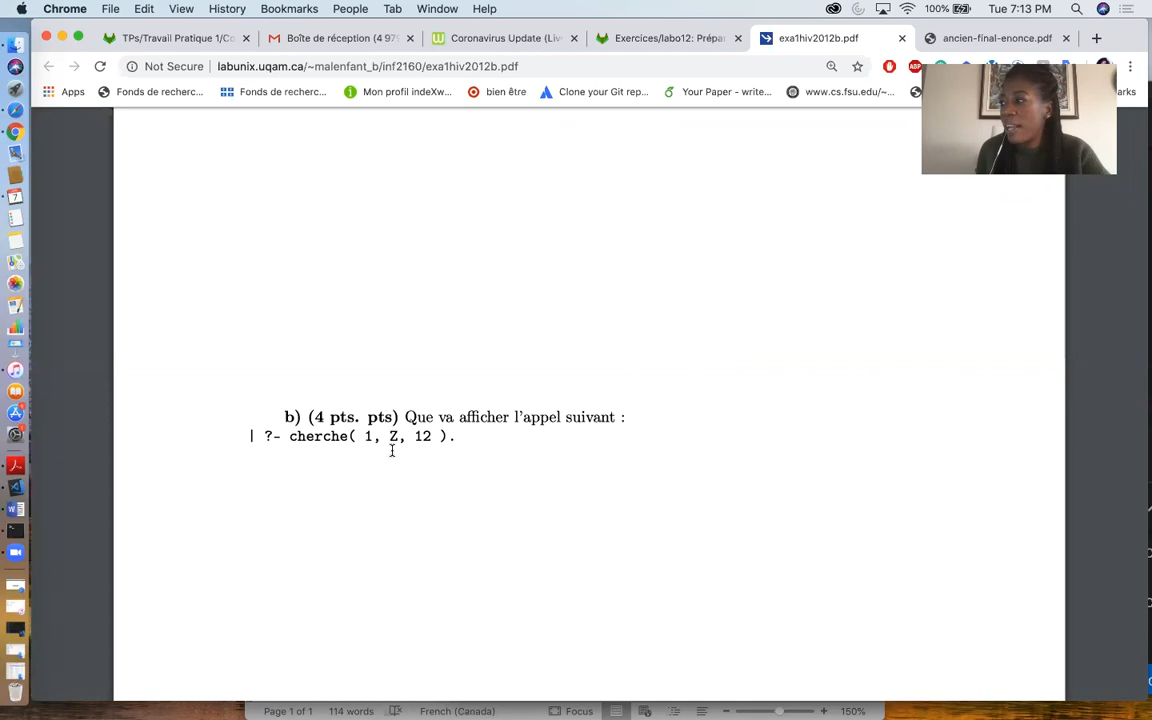 Chrome File Edit View History Bookmarks People Tab Window Help 100% Tue 7:13 PM
TPs/Travail Pratique 1/Co
Boîte de réception (4 979
Coronavirus Update (Liv
Exercices/labo12: Prépar
exa1hiv2012b.pdf
ancien-final-enonce.pdf
Not Secure labunix.uqam.ca/~malenfant_b/inf2160/exa1hiv2012b.pdf
ABP
Apps Fonds de recherc... Fonds de recherc... Mon profil indeXw... bien être Clone your Git rep... Your Paper - write... www.cs.fsu.edu/~... arks
b) (4 pts. pts) Que va afficher l'appel suivant :
| ?- cherche( 1, Z, 12 ).
Page 1 of 1 114 words French (Canada) Focus 150%